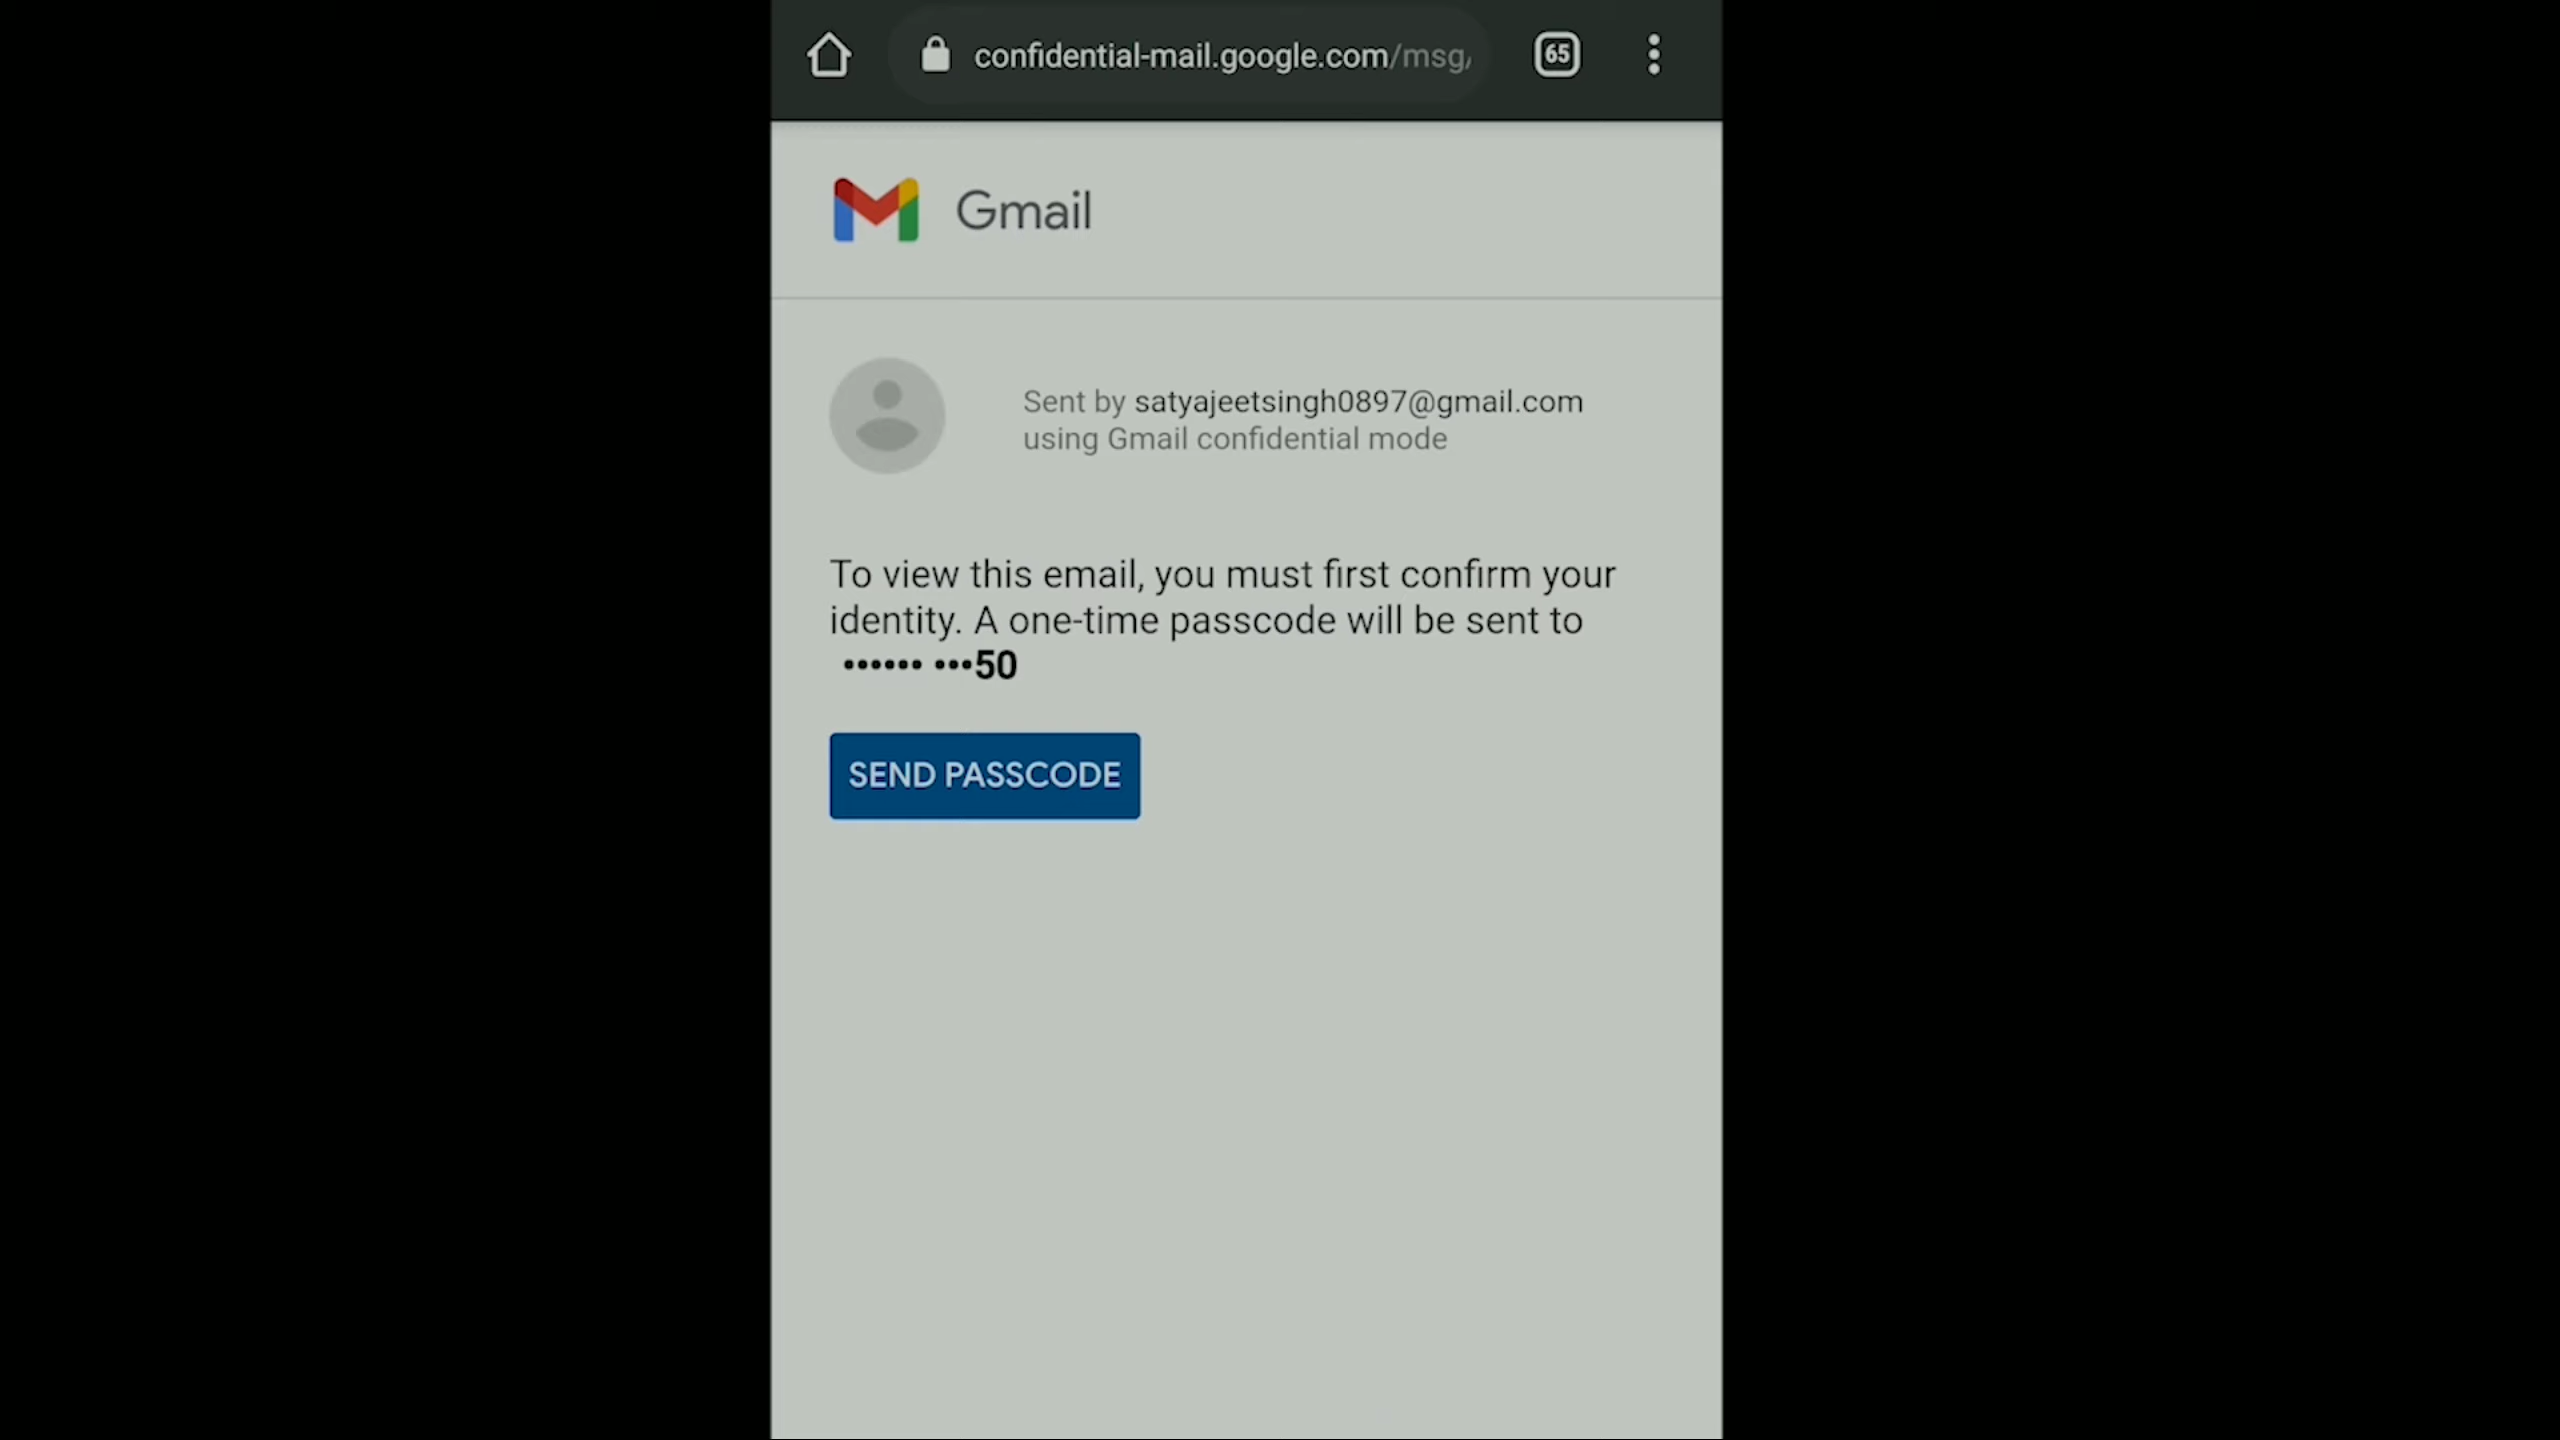 confidential-mail.google.com/msg/
65
Gmail
Sent by satyajeetsingh0897@gmail.com
using Gmail confidential mode
To view this email, you must first confirm your
identity. A one-time passcode will be sent to
•••••• •••50
SEND PASSCODE